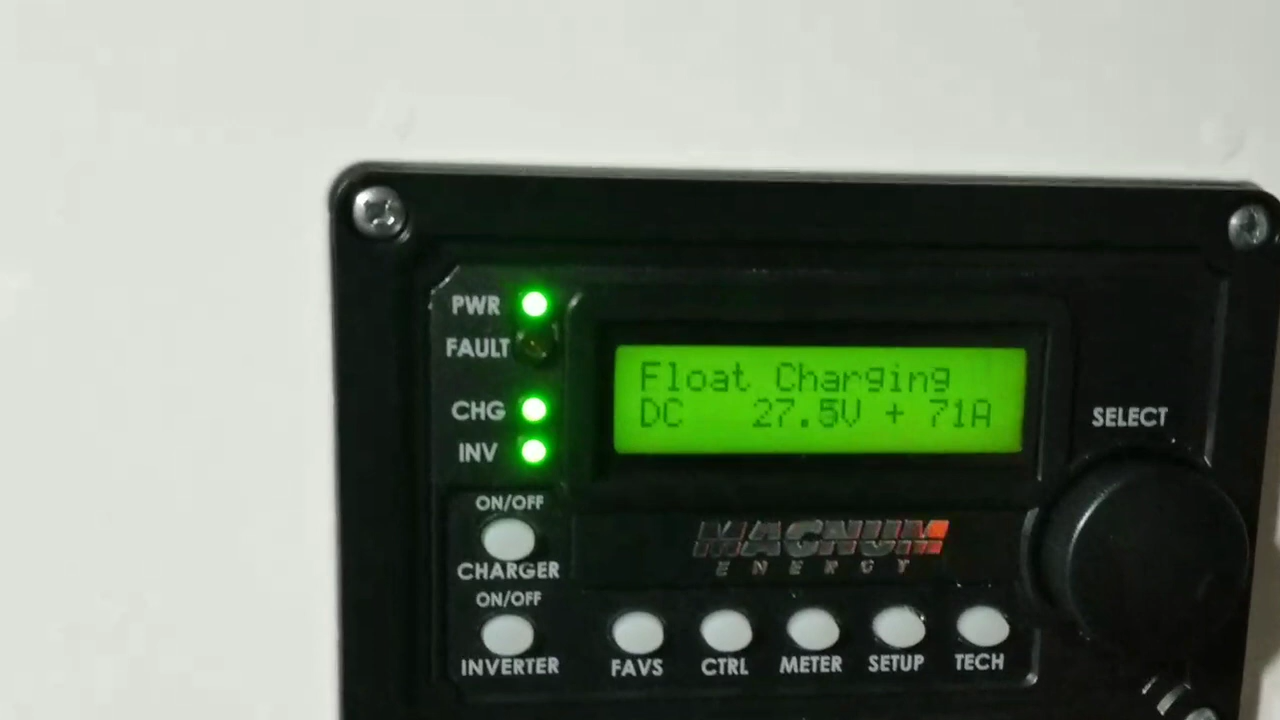 PWR
FAULT
CHG
INV
Float Charging
DC 27.5V + 71A
SELECT
ON/OFF
CHARGER
ON/OFF
INVERTER
MAGNUM
ENERGY
FAVS
CTRL
METER
SETUP
TECH